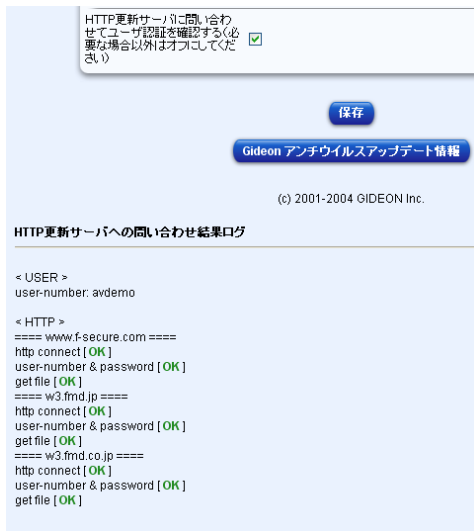 HTTP更新サーバに問い合わ
せてユーザ認証を確認する(必
要な場合以外はオフにしてくだ
さい)
保存
Gideon アンチウイルスアップデート情報
(c) 2001-2004 GIDEON Inc.
HTTP更新サーバへの問い合わせ結果ログ
< USER >
user-number: avdemo
< HTTP >
==== www.f-secure.com ====
http connect [ OK ]
user-number & password [ OK ]
get file [ OK ]
==== w3.fmd.jp ====
http connect [ OK ]
user-number & password [ OK ]
get file [ OK ]
==== w3.fmd.co.jp ====
http connect [ OK ]
user-number & password [ OK ]
get file [ OK ]